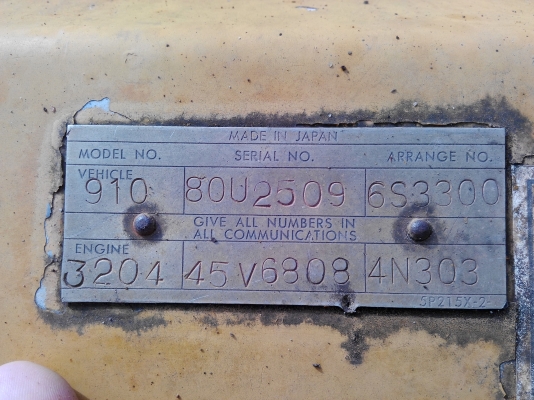 MADE IN JAPAN
MODEL NO. SERIAL NO. ARRANGE NO.
VEHICLE
910 80U2509 6S3300
GIVE ALL NUMBERS IN
ALL COMMUNICATIONS
ENGINE
3204 45V6808 4N303
5P215X-2-